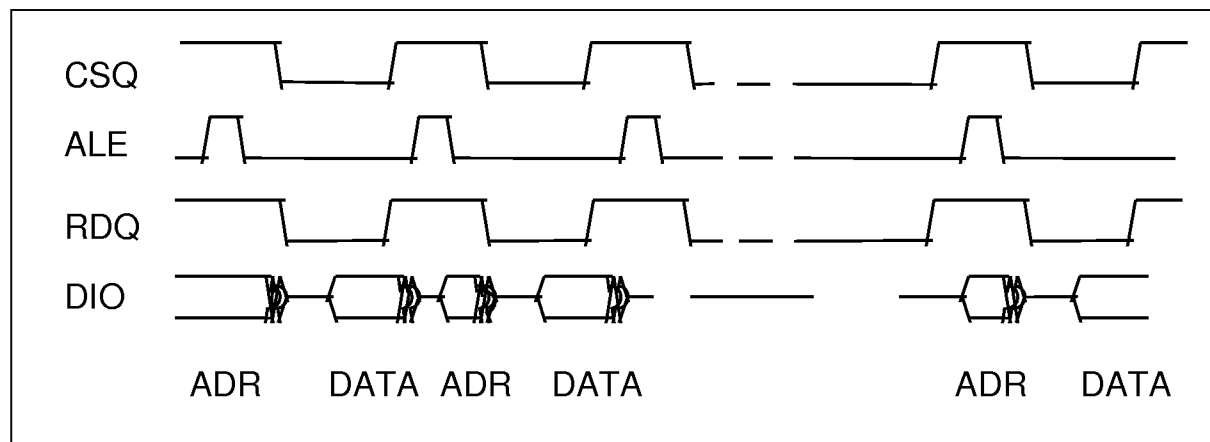 CSQ
ALE
RDQ
DIO
ADR DATA ADR DATA ADR DATA